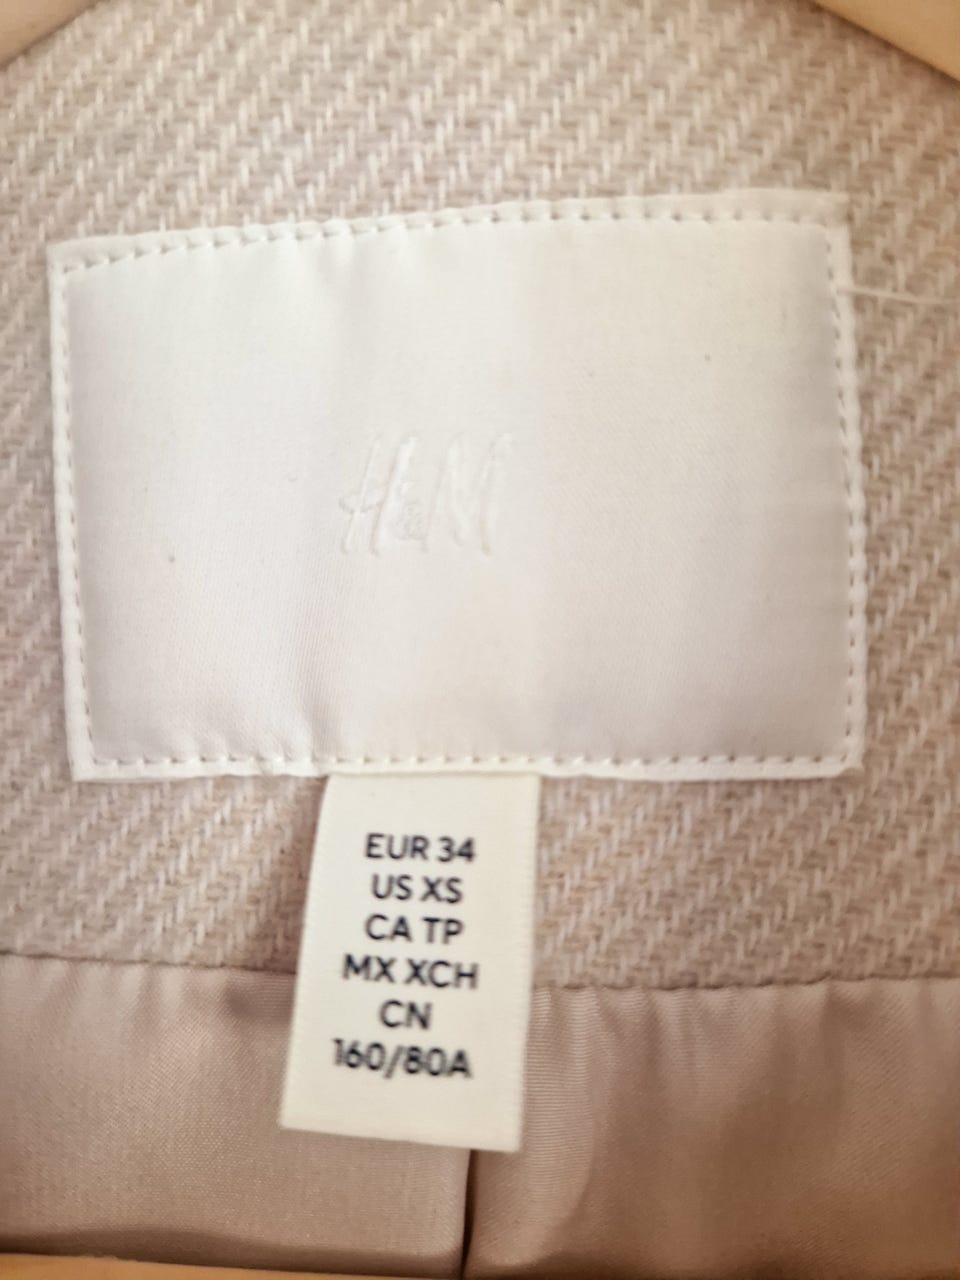 H&M
EUR 34
US XS
CA TP
MX XCH
CN
160/80A